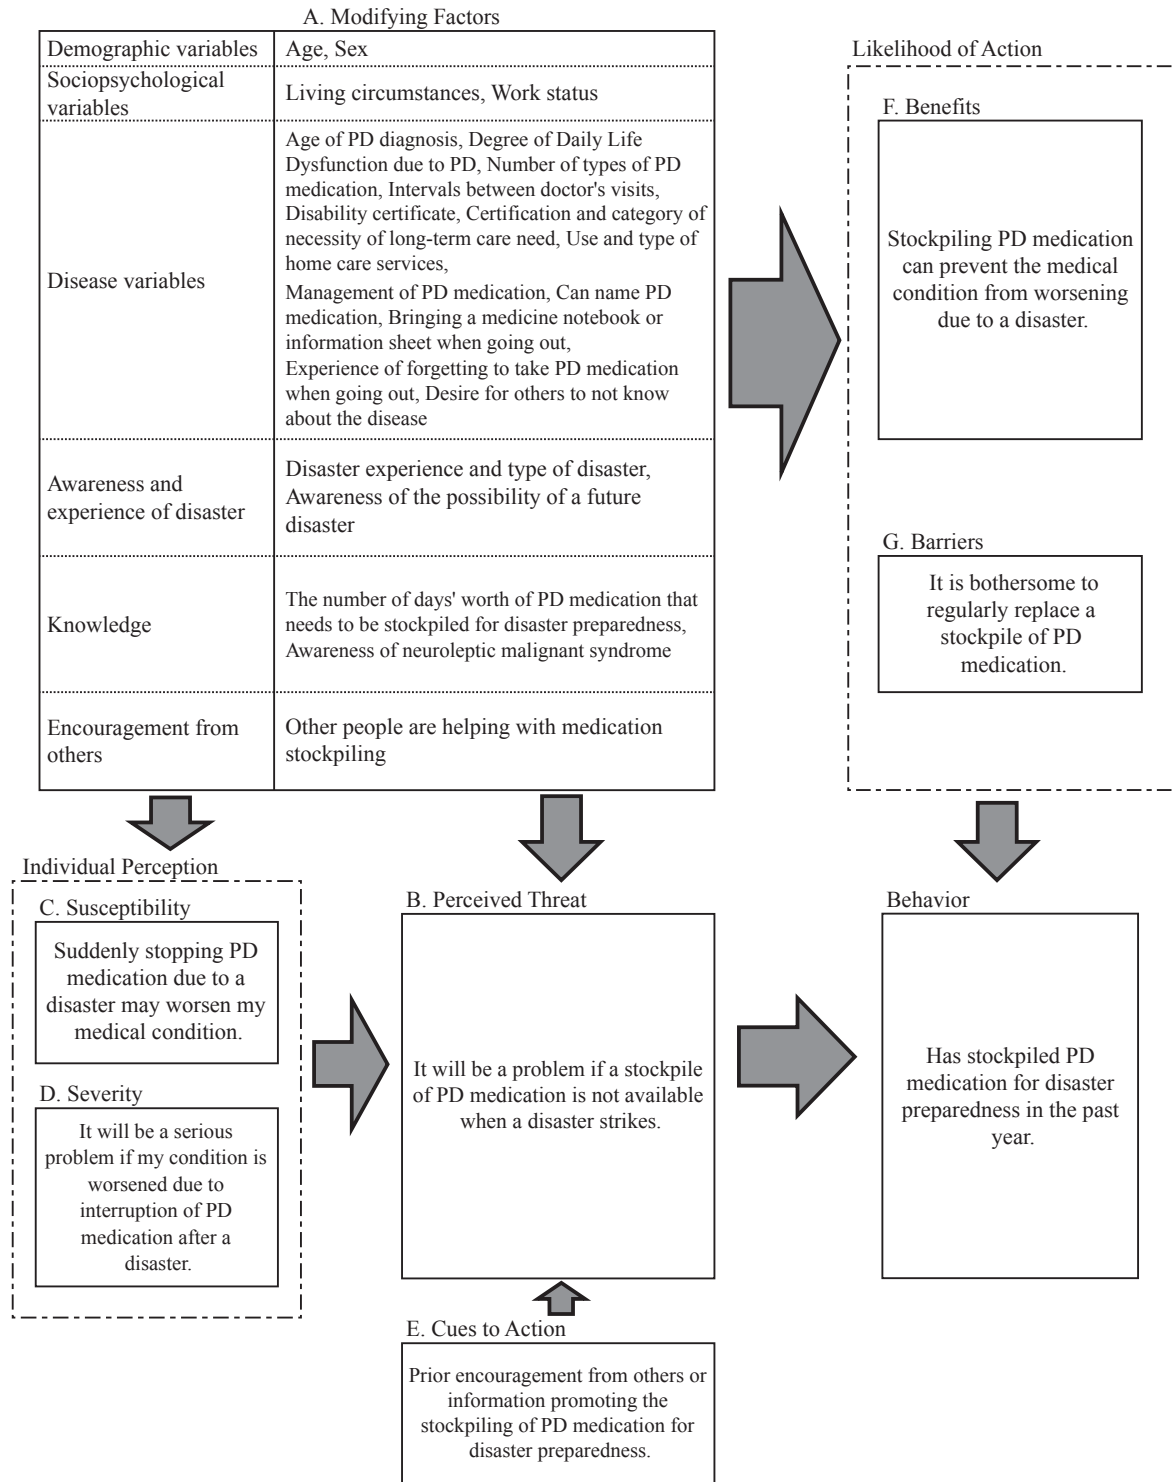 A. Modifying Factors
Demographic variables
Age, Sex
Sociopsychological
variables
Living circumstances, Work status
Disease variables
Age of PD diagnosis, Degree of Daily Life
Dysfunction due to PD, Number of types of PD
medication, Intervals between doctor's visits,
Disability certificate, Certification and category of
necessity of long-term care need, Use and type of
home care services,
Management of PD medication, Can name PD
medication, Bringing a medicine notebook or
information sheet when going out,
Experience of forgetting to take PD medication
when going out, Desire for others to not know
about the disease
Awareness and
experience of disaster
Disaster experience and type of disaster,
Awareness of the possibility of a future
disaster
Knowledge
The number of days' worth of PD medication that
needs to be stockpiled for disaster preparedness,
Awareness of neuroleptic malignant syndrome
Encouragement from
others
Other people are helping with medication
stockpiling
Likelihood of Action
F. Benefits
Stockpiling PD medication
can prevent the medical
condition from worsening
due to a disaster.
G. Barriers
It is bothersome to
regularly replace a
stockpile of PD
medication.
Individual Perception
C. Susceptibility
Suddenly stopping PD
medication due to a
disaster may worsen my
medical condition.
D. Severity
It will be a serious
problem if my condition is
worsened due to
interruption of PD
medication after a
disaster.
B. Perceived Threat
It will be a problem if a stockpile
of PD medication is not available
when a disaster strikes.
Behavior
Has stockpiled PD
medication for disaster
preparedness in the past
year.
E. Cues to Action
Prior encouragement from others or
information promoting the
stockpiling of PD medication for
disaster preparedness.